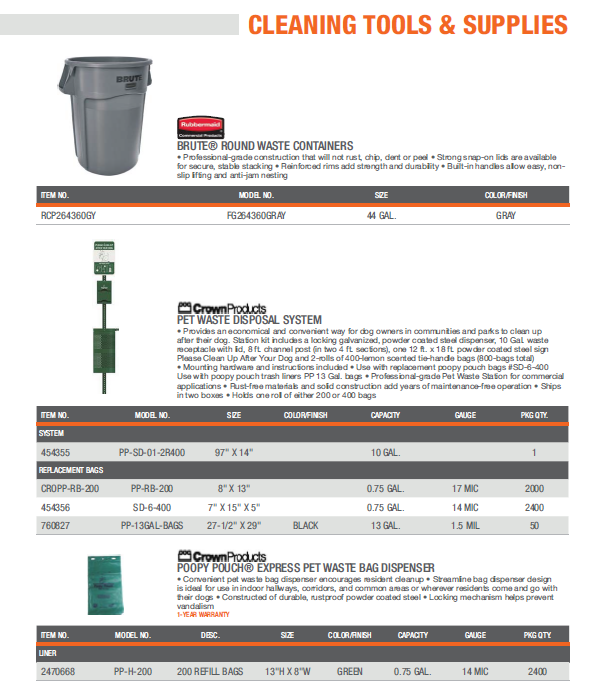 CLEANING TOOLS & SUPPLIES
BRUTE
Rubbermaid
Commercial Products
BRUTE® ROUND WASTE CONTAINERS
• Professional-grade construction that will not rust, chip, dent or peel • Strong snap-on lids are available
for secure, stable stacking • Reinforced rims add strength and durability • Built-in handles allow easy, non-
slip lifting and anti-jam nesting
ITEM NO. MODEL NO. SIZE COLOR/FINISH
RCP264360GY FG264360GRAY 44 GAL. GRAY
CrownProducts
PET WASTE DISPOSAL SYSTEM
• Provides an economical and convenient way for dog owners in communities and parks to clean up
after their dog. Station kit includes a locking galvanized, powder coated steel dispenser, 10 Gal. waste
receptacle with lid, 8 ft. channel post (in two 4 ft. sections), one 12 ft. x 18 ft. powder coated steel sign
Please Clean Up After Your Dog and 2-rolls of 400-lemon scented tie-handle bags (800-bags total)
• Mounting hardware and instructions included • Use with replacement poopy pouch bags #SD-6-400
Use with poopy pouch trash liners PP 13 Gal. bags • Professional-grade Pet Waste Station for commercial
applications • Rust-free materials and solid construction add years of maintenance-free operation • Ships
in two boxes • Holds one roll of either 200 or 400 bags
ITEM NO. MODEL NO. SIZE COLOR/FINISH CAPACITY GAUGE PKG QTY.
SYSTEM
454355 PP-SD-01-2R400 97" X 14" 10 GAL. 1
REPLACEMENT BAGS
CROPP-RB-200 PP-RB-200 8" X 13" 0.75 GAL. 17 MIC 2000
454356 SD-6-400 7" X 15" X 5" 0.75 GAL. 14 MIC 2400
760827 PP-13GAL-BAGS 27-1/2" X 29" BLACK 13 GAL. 1.5 MIL 50
CrownProducts
POOPY POUCH® EXPRESS PET WASTE BAG DISPENSER
• Convenient pet waste bag dispenser encourages resident cleanup • Streamline bag dispenser design
is ideal for use in indoor hallways, corridors, and common areas or wherever residents come and go with
their dogs • Constructed of durable, rustproof powder coated steel • Locking mechanism helps prevent
vandalism
1-YEAR WARRANTY
ITEM NO. MODEL NO. DESC. SIZE COLOR/FINISH CAPACITY GAUGE PKG QTY.
LINER
2470668 PP-H-200 200 REFILL BAGS 13"H X 8"W GREEN 0.75 GAL. 14 MIC 2400